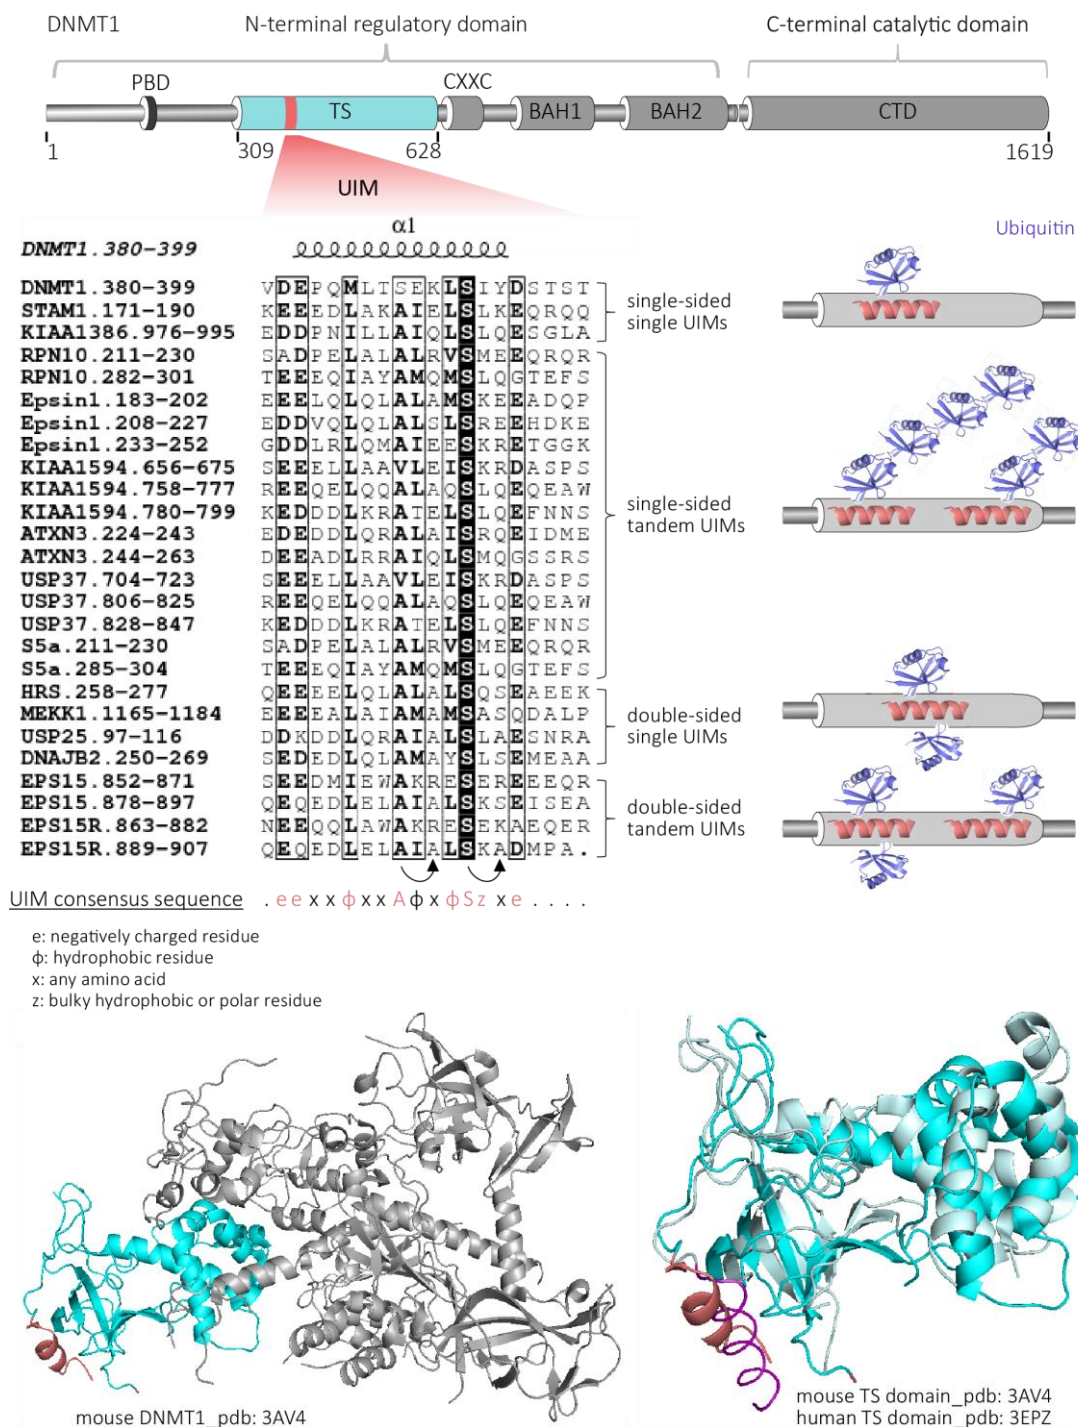 DNMT1 N-terminal regulatory domain C-terminal catalytic domain
PBD CXXC
TS BAH1 BAH2 CTD
1 309 628 1619
UIM
α1 Ubiquitin
DNMT1.380-399
DNMT1.380-399 VDEPQMLTSEKLSIYDSTST
STAM1.171-190 KEEEDLAKAIELSLKEQRQQ
KIAA1386.976-995 EDDPNILLAIQLSLQESGLA
single-sided
single UIMs
RPN10.211-230 SADPELALALRVSMEEQRQR
RPN10.282-301 TEEEQIAYAMQMSLQGTEFS
Epsin1.183-202 EEELQLQLALAMSKEEADQP
Epsin1.208-227 EDDVQLQLALSLSREEHDKE
Epsin1.233-252 GDDLRLQMAIEESKRETGGK
KIAA1594.656-675 SEEELLAAVLEISKRDASPS
KIAA1594.758-777 REEQELQQALAQSLQEQEAW
KIAA1594.780-799 KEDDDLKRATELSLQEFNNS
ATXN3.224-243 EDEDDLQRALAISRQEIDME
ATXN3.244-263 DEEADLRRAIQLSMQGSSRS
USP37.704-723 SEEELLAAVLEISKRDASPS
USP37.806-825 REEQELQQALAQSLQEQEAW
USP37.828-847 KEDDDLKRATELSLQEFNNS
S5a.211-230 SADPELALALRVSMEEQRQR
S5a.285-304 TEEEQIAYAMQMSLQGTEFS
single-sided
tandem UIMs
HRS.258-277 QEEEELQLALALSQSEAEEK
MEKK1.1165-1184 EEEEALAIAMAMSASQDALP
USP25.97-116 DDKDDLQRAIALSLAESNRA
DNAJB2.250-269 SEDEDLQLAMAYSLSEMEAA
double-sided
single UIMs
EPS15.852-871 SEEDMIEWAKRESEREEEQR
EPS15.878-897 QEQEDLELAIALSKSEISEA
EPS15R.863-882 NEEQQLAWAKRESEKAEQER
EPS15R.889-907 QEQEDLELAIALSKADMPA.
double-sided
tandem UIMs
UIM consensus sequence .eexxϕxxAϕxϕSzxe....
e: negatively charged residue
ϕ: hydrophobic residue
x: any amino acid
z: bulky hydrophobic or polar residue
mouse DNMT1_pdb: 3AV4
mouse TS domain_pdb: 3AV4
human TS domain_pdb: 3EPZ